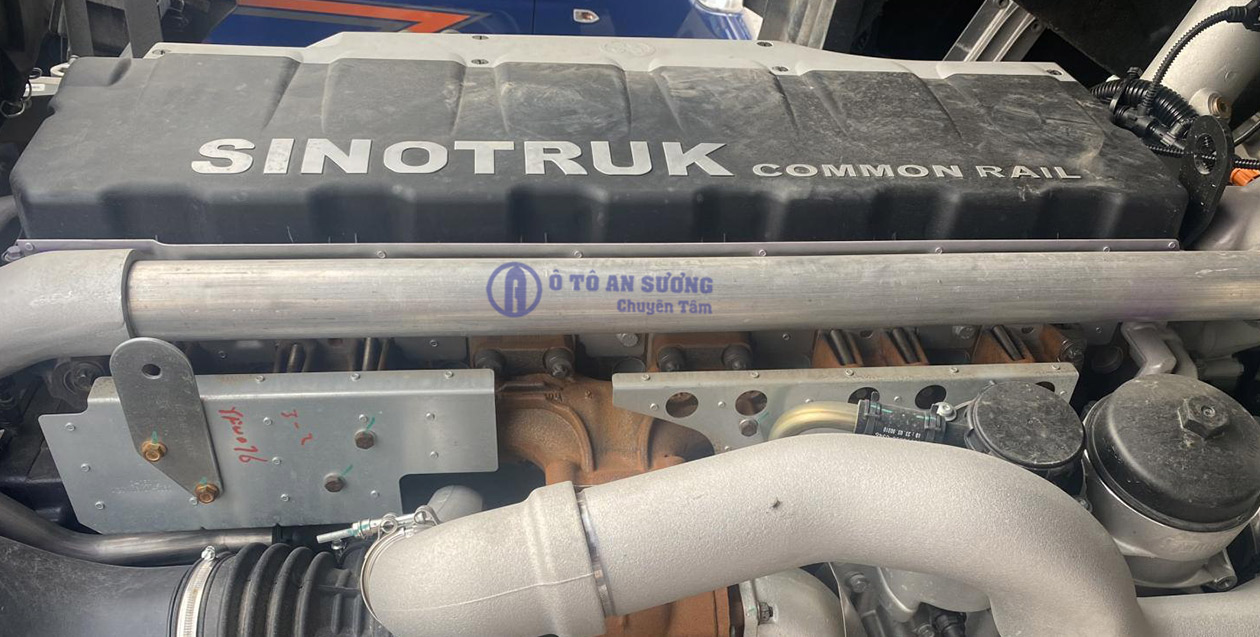 SINOTRUK COMMON RAIL
Ô TÔ AN SƯƠNG
Chuyên Tâm